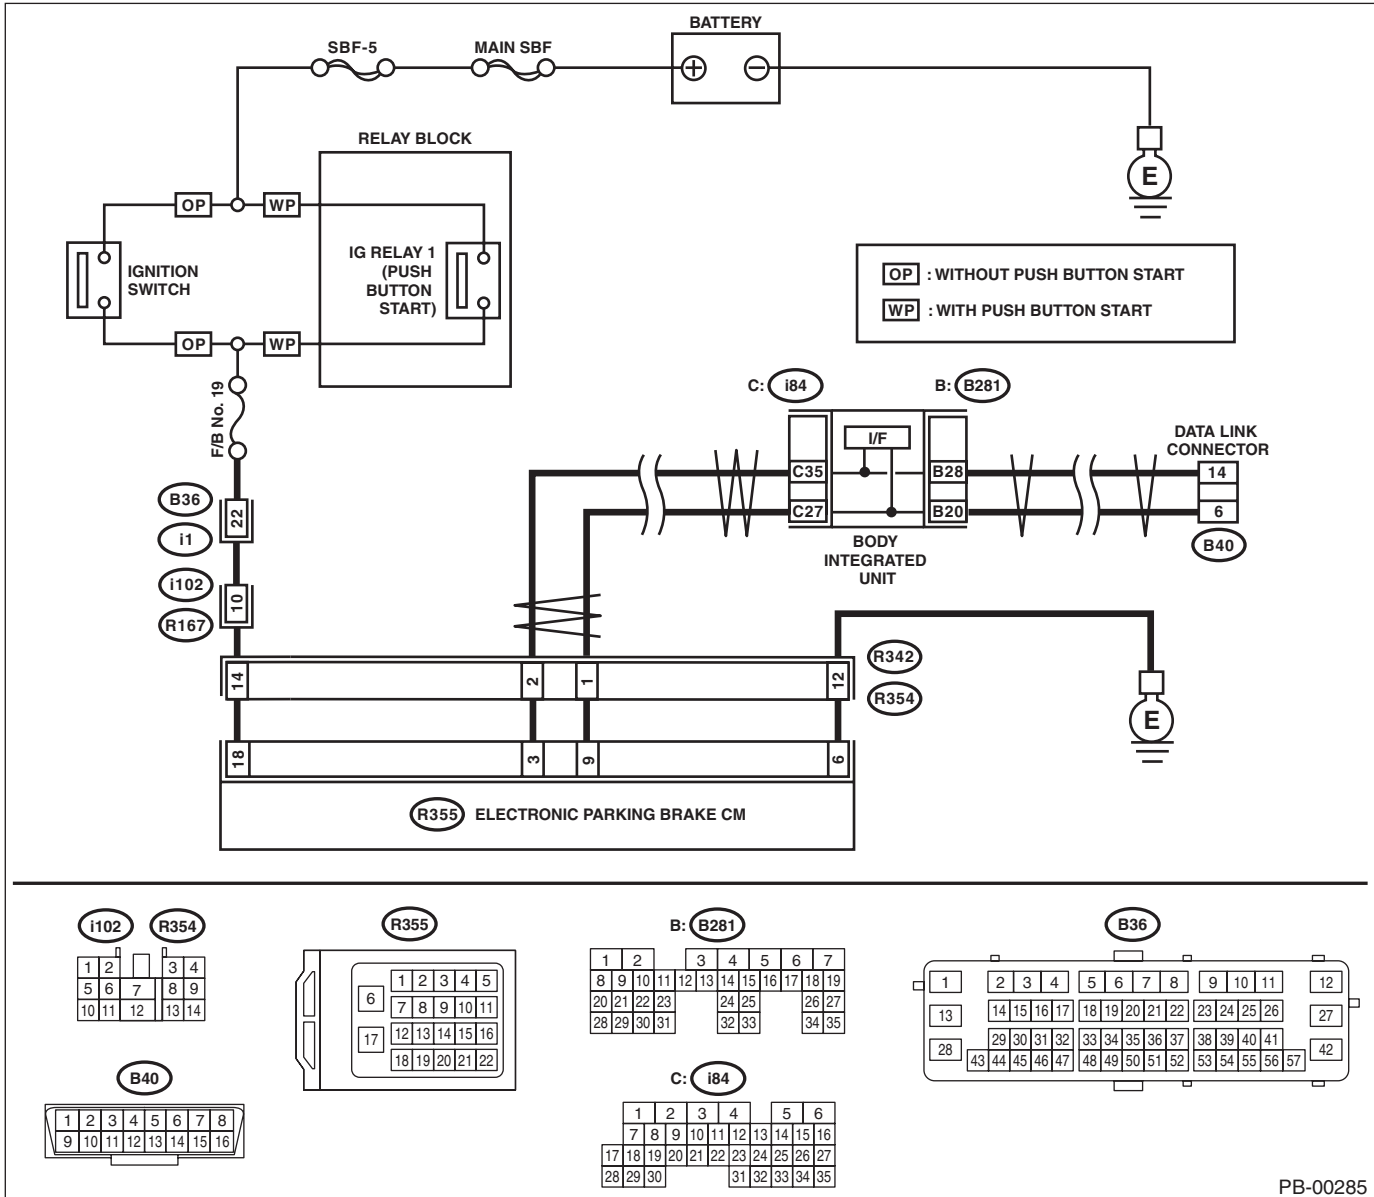 BATTERY
SBF-5
MAIN SBF
RELAY BLOCK
E
OP
WP
IGNITION
SWITCH
IG RELAY 1
(PUSH
BUTTON
START)
OP : WITHOUT PUSH BUTTON START
WP : WITH PUSH BUTTON START
OP
WP
F/B No. 19
C: i84
B: B281
I/F
DATA LINK
CONNECTOR
C35
B28
14
C27
B20
6
B40
BODY
INTEGRATED
UNIT
B36
22
i1
i102
10
R167
14
2
1
12
R342
R354
E
18
3
9
6
R355 ELECTRONIC PARKING BRAKE CM
i102 R354
1 2 3 4
5 6 7 8 9
10 11 12 13 14
B40
1 2 3 4 5 6 7 8
9 10 11 12 13 14 15 16
R355
1 2 3 4 5
6
7 8 9 10 11
17
12 13 14 15 16
18 19 20 21 22
B: B281
1 2 3 4 5 6 7
8 9 10 11 12 13 14 15 16 17 18 19
20 21 22 23 24 25 26 27
28 29 30 31 32 33 34 35
C: i84
1 2 3 4 5 6
7 8 9 10 11 12 13 14 15 16
17 18 19 20 21 22 23 24 25 26 27
28 29 30 31 32 33 34 35
B36
1 2 3 4 5 6 7 8 9 10 11 12
13 14 15 16 17 18 19 20 21 22 23 24 25 26 27
28 29 30 31 32 33 34 35 36 37 38 39 40 41 42
43 44 45 46 47 48 49 50 51 52 53 54 55 56 57
PB-00285